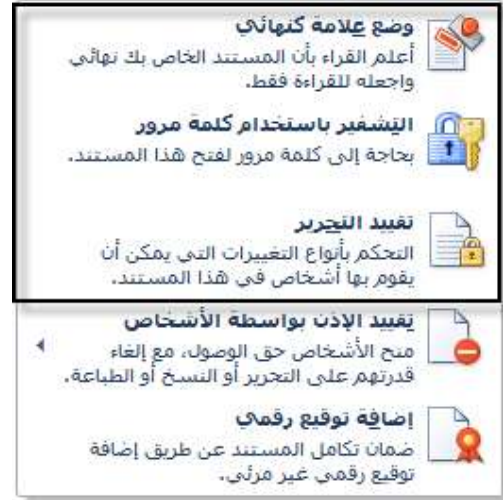 وضع علامة كنهائي
أعلم القراء بأن المستند الخاص بك نهائي
واجعله للقراءة فقط.
التشفير باستخدام كلمة مرور
بحاجة إلى كلمة مرور لفتح هذا المستند.
تقييد التحرير
التحكم بأنواع التغييرات التي يمكن أن
يقوم بها أشخاص في هذا المستند.
تقييد الإذن بواسطة الأشخاص
منح الأشخاص حق الوصول، مع إلغاء
قدرتهم على التحرير أو النسخ أو الطباعة.
إضافة توقيع رقمي
ضمان تكامل المستند عن طريق إضافة
توقيع رقمي غير مرئي.